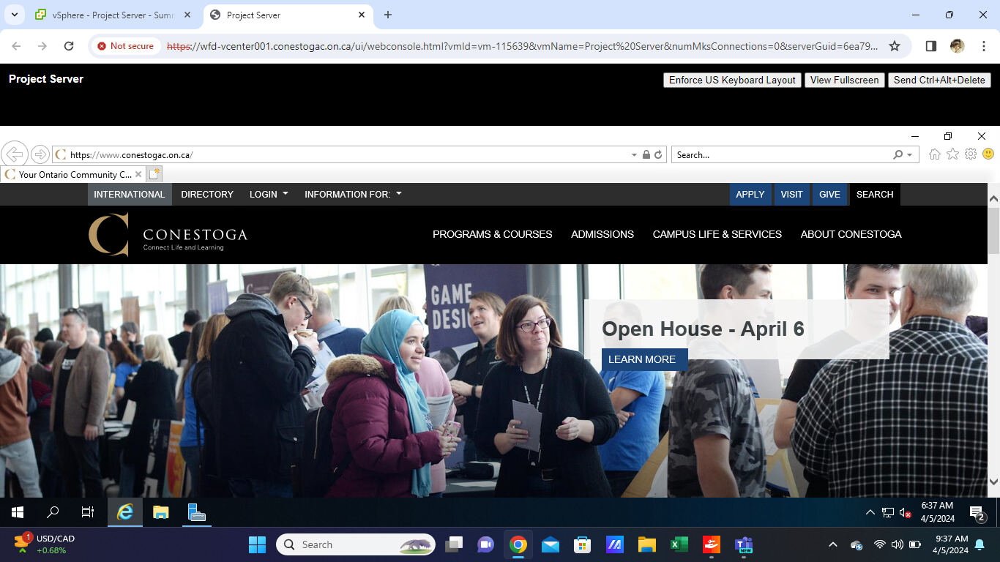 vSphere - Project Server - Sum
Project Server
Not secure https://wfd-vcenter001.conestogac.on.ca/ui/webconsole.html?vmId=vm-115639&vmName=Project%20Server&numMksConnections=0&serverGuid=6ea79...
Project Server
Enforce US Keyboard Layout View Fullscreen Send Ctrl+Alt+Delete
https://www.conestogac.on.ca/
Search...
Your Ontario Community C...
INTERNATIONAL DIRECTORY LOGIN INFORMATION FOR: APPLY VISIT GIVE SEARCH
CONESTOGA
Connect Life and Learning
PROGRAMS & COURSES ADMISSIONS CAMPUS LIFE & SERVICES ABOUT CONESTOGA
GAME
DESIG
Open House - April 6
LEARN MORE
6:37 AM
4/5/2024
2
1
USD/CAD
+0.68%
Search
NEW
9:37 AM
4/5/2024